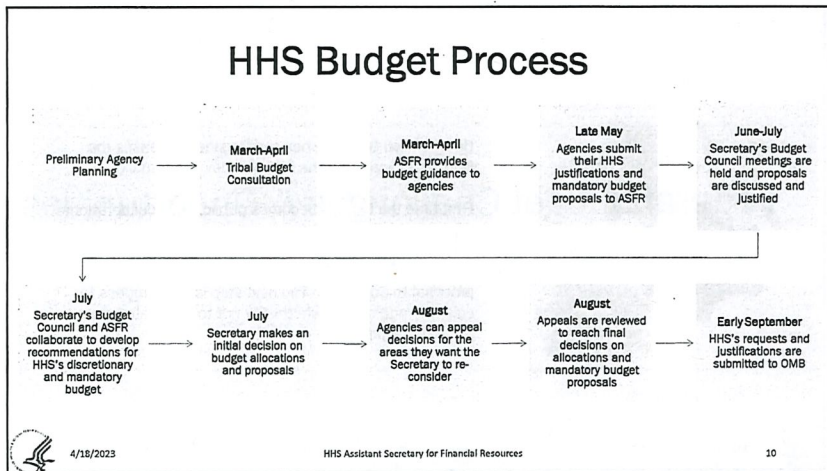 HHS Budget Process
Preliminary Agency
Planning
March-April
Tribal Budget
Consultation
March-April
ASFR provides
budget guidance to
agencies
Late May
Agencies submit
their HHS
justifications and
mandatory budget
proposals to ASFR
June-July
Secretary's Budget
Council meetings are
held and proposals
are discussed and
justified
July
Secretary's Budget
Council and ASFR
collaborate to develop
recommendations for
HHS's discretionary
and mandatory
budget
July
Secretary makes an
initial decision on
budget allocations
and proposals
August
Agencies can appeal
decisions for the
areas they want the
Secretary to re-
consider
August
Appeals are reviewed
to reach final
decisions on
allocations and
mandatory budget
proposals
Early September
HHS's requests and
justifications are
submitted to OMB
4/18/2023
HHS Assistant Secretary for Financial Resources
10